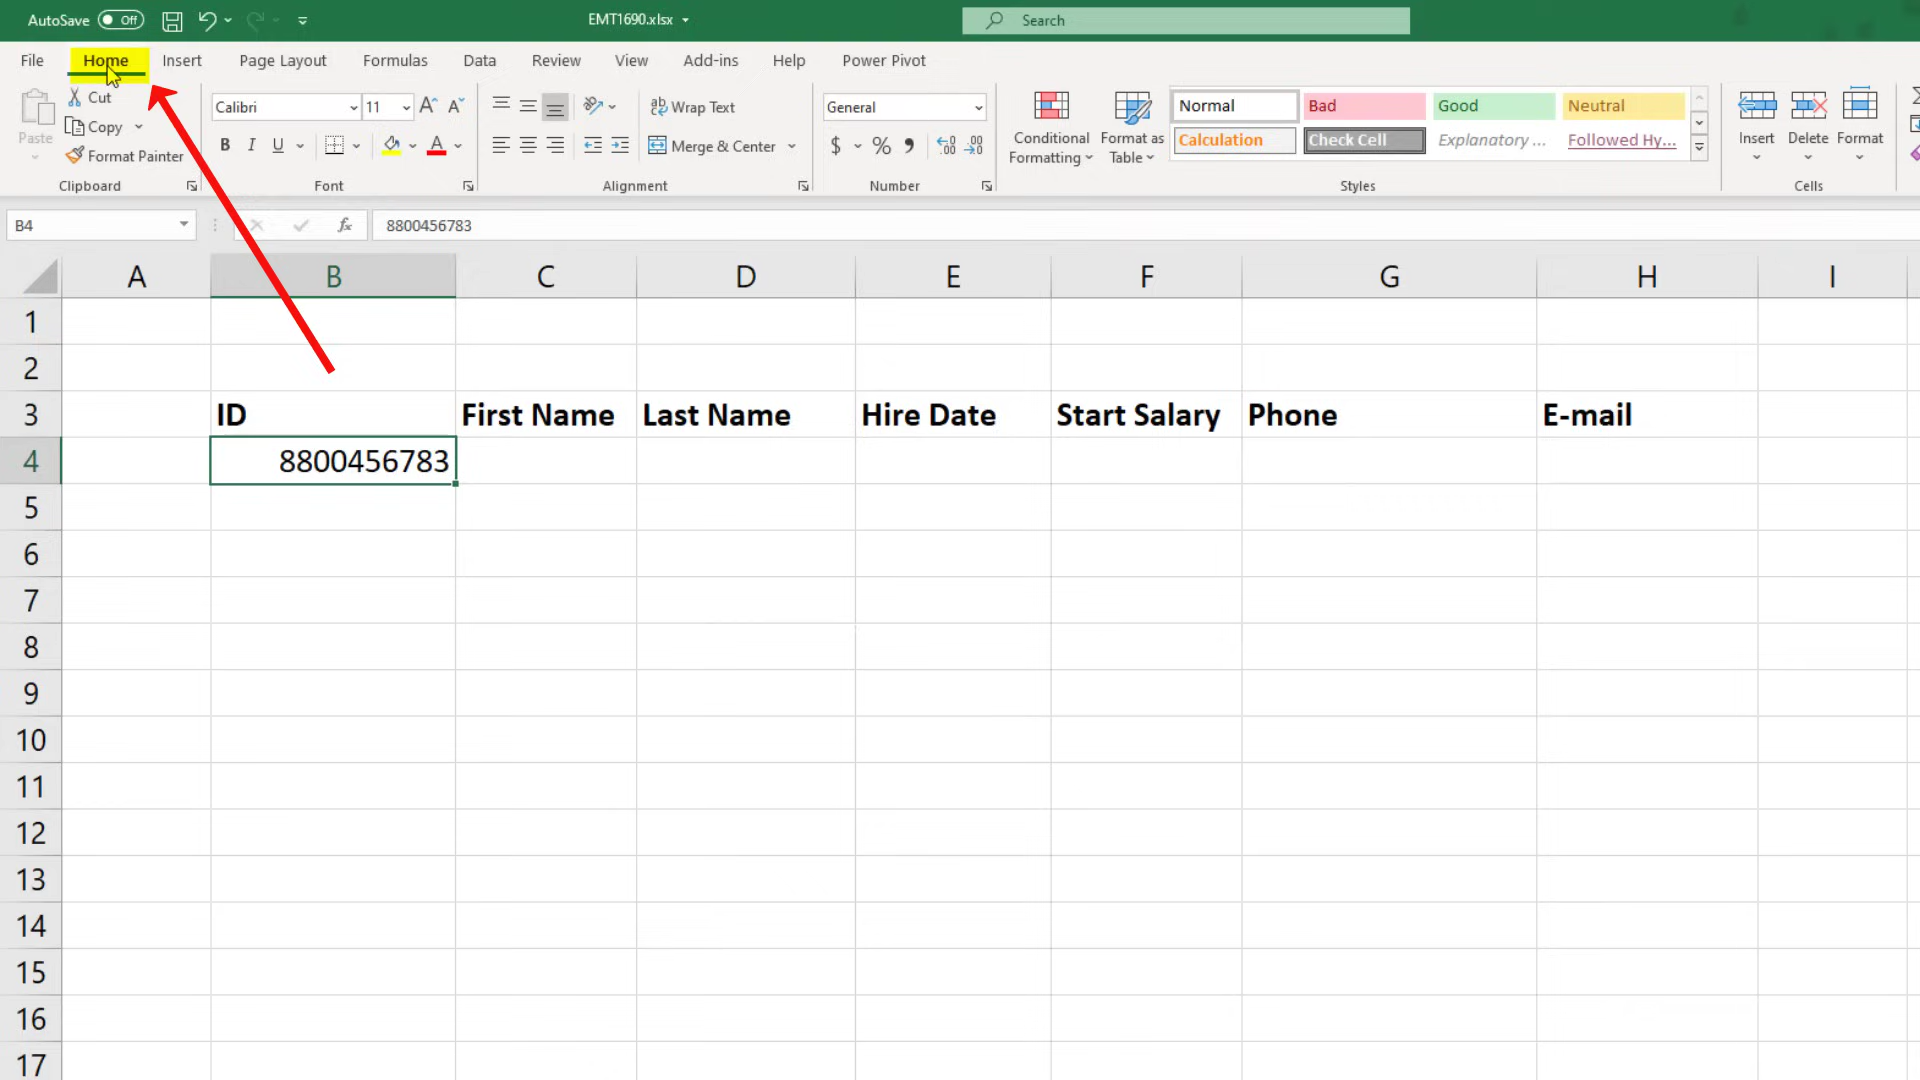 AutoSave Off EMT1690.xlsx Search
File Home Insert Page Layout Formulas Data Review View Add-ins Help Power Pivot
Paste
Cut
Copy
Format Painter
Clipboard
Calibri 11
B I U A
Font
ab Wrap Text
Merge & Center
Alignment
General
$ % 9
Number
Conditional Formatting
Format as Table
Normal Bad Good Neutral
Calculation Check Cell Explanatory ... Followed Hy...
Styles
Insert Delete Format
Cells
B4 fx 8800456783
A B C D E F G H I
1
2
3 ID First Name Last Name Hire Date Start Salary Phone E-mail
4 8800456783
5
6
7
8
9
10
11
12
13
14
15
16
17